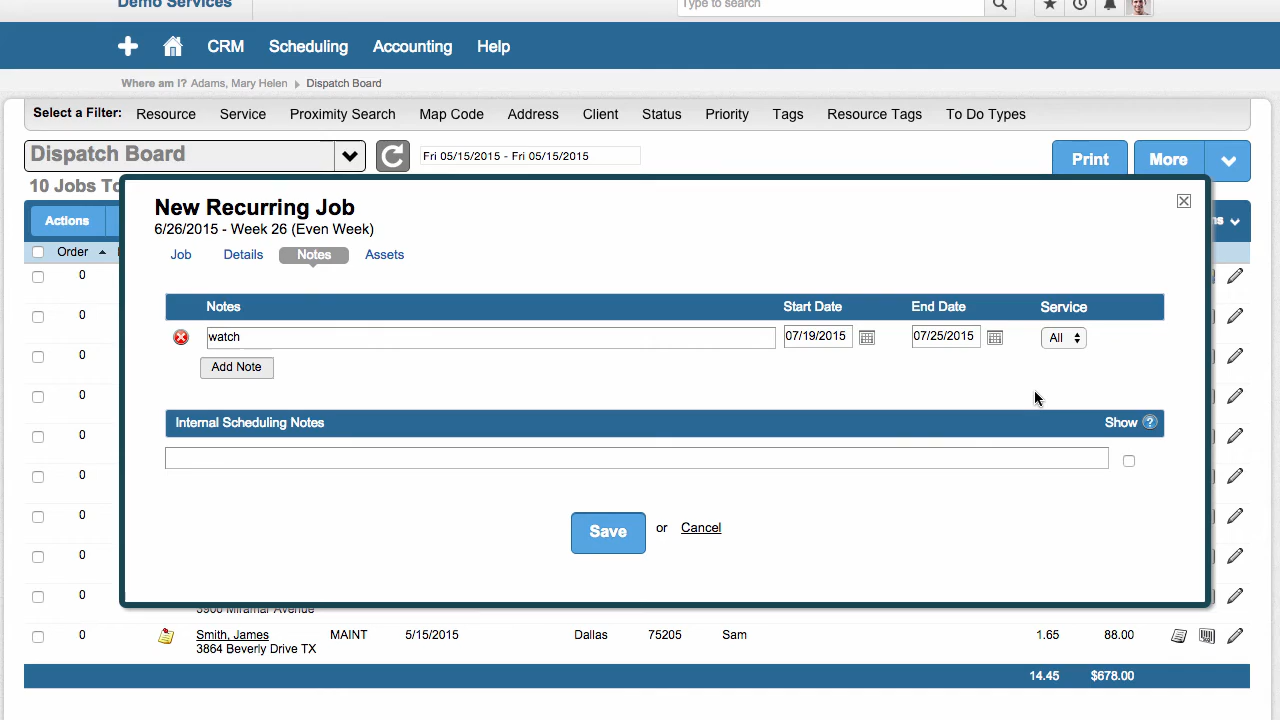 Demo Services
Type to search
CRM Scheduling Accounting Help
Where am I? Adams, Mary Helen Dispatch Board
Select a Filter: Resource Service Proximity Search Map Code Address Client Status Priority Tags Resource Tags To Do Types
Dispatch Board Fri 05/15/2015 - Fri 05/15/2015 Print More
10 Jobs To
New Recurring Job
6/26/2015 - Week 26 (Even Week)
Actions
Job Details Notes Assets
Order
0
0
0
0
0
0
0
0
0
Notes Start Date End Date Service
watch 07/19/2015 07/25/2015 All
Add Note
Internal Scheduling Notes Show ?
Save or Cancel
3900 Miramar Avenue
0 Smith, James MAINT 5/15/2015 Dallas 75205 Sam 1.65 88.00
3864 Beverly Drive TX
14.45 $678.00